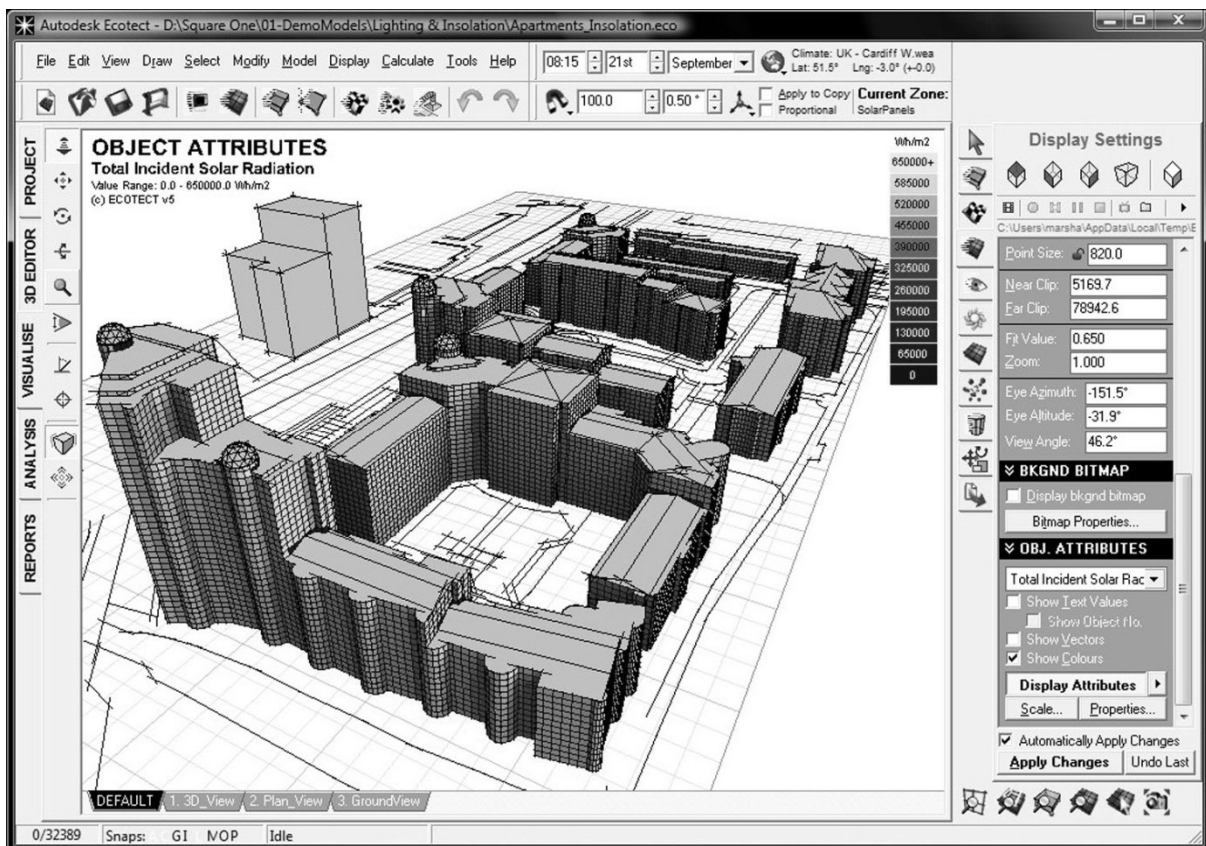 Autodesk Ecotect - D:\Square One\01-DemoModels\Lighting & Insolation\Apartments_Insolation.eco
File Edit View Draw Select Modify Model Display Calculate Tools Help
08:15 21st September
Climate: UK - Cardiff W.wea
Lat: 51.5° Lng: -3.0° (+-0.0)
100.0 0.50°
Apply to Copy
Proportional
Current Zone:
SolarPanels
PROJECT
3D EDITOR
VISUALISE
ANALYSIS
REPORTS
OBJECT ATTRIBUTES
Total Incident Solar Radiation
Value Range: 0.0 - 650000.0 Wh/m2
(c) ECOTECT v5
Wh/m2
650000+
585000
520000
455000
390000
325000
260000
195000
130000
65000
0
Display Settings
C:\Users\marsha\AppData\Local\Temp\E
Point Size: 820.0
Near Clip: 5169.7
Far Clip: 78942.6
Fit Value: 0.650
Zoom: 1.000
Eye Azimuth: -151.5°
Eye Altitude: -31.9°
View Angle: 46.2°
BKGND BITMAP
Display bkgnd bitmap
Bitmap Properties...
OBJ. ATTRIBUTES
Total Incident Solar Rac
Show Text Values
Show Object No.
Show Vectors
Show Colours
Display Attributes
Scale... Properties...
Automatically Apply Changes
Apply Changes Undo Last
DEFAULT 1. 3D_View 2. Plan_View 3. GroundView
0/32389 Snaps: GI MOP Idle